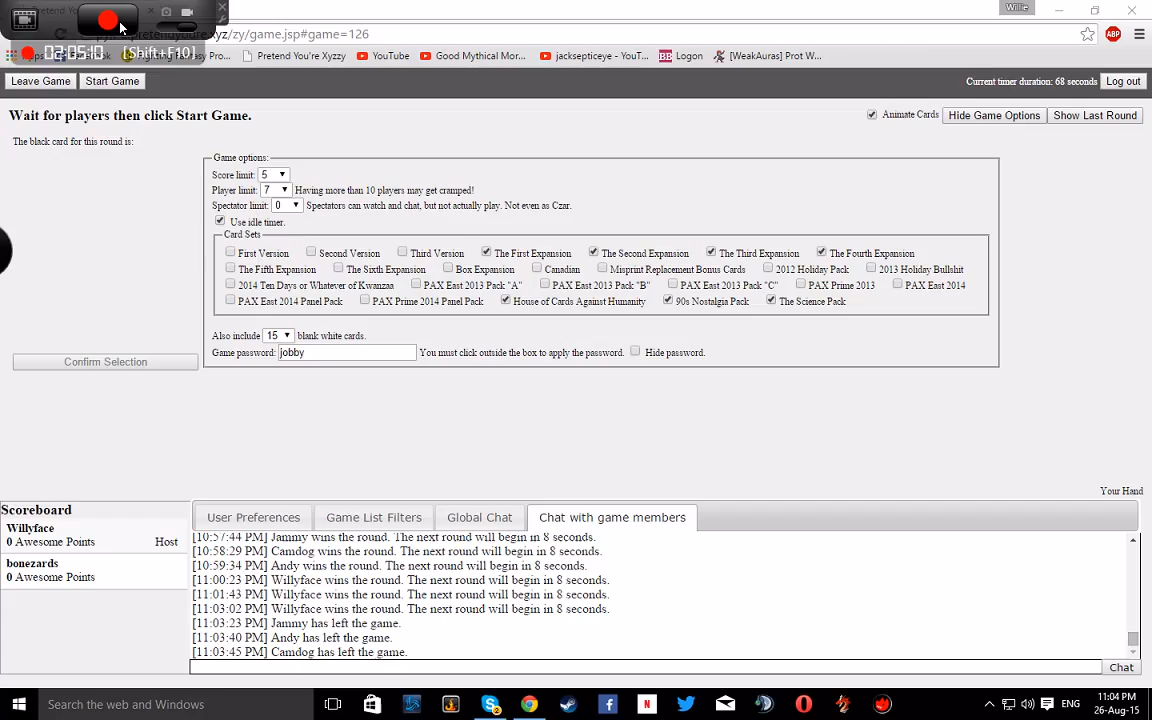 Willie
zy/game.jsp#game=126
02:05:10 [Shift+F10]
Pretend You're Xyzzy
YouTube
Good Mythical Mor...
jacksepticeye - YouT...
Logon
[WeakAuras] Prot W...
ABP
Leave Game
Start Game
Current timer duration: 68 seconds
Log out
Wait for players then click Start Game.
Animate Cards
Hide Game Options
Show Last Round
The black card for this round is:
Game options:
Score limit: 5
Player limit: 7 Having more than 10 players may get cramped!
Spectator limit: 0 Spectators can watch and chat, but not actually play. Not even as Czar.
Use idle timer.
Card Sets
First Version Second Version Third Version The First Expansion The Second Expansion The Third Expansion The Fourth Expansion
The Fifth Expansion The Sixth Expansion Box Expansion Canadian Misprint Replacement Bonus Cards 2012 Holiday Pack 2013 Holiday Bullshit
2014 Ten Days or Whatever of Kwanzaa PAX East 2013 Pack "A" PAX East 2013 Pack "B" PAX East 2013 Pack "C" PAX Prime 2013 PAX East 2014
PAX East 2014 Panel Pack PAX Prime 2014 Panel Pack House of Cards Against Humanity 90s Nostalgia Pack The Science Pack
Also include 15 blank white cards.
Game password: jobby You must click outside the box to apply the password. Hide password.
Confirm Selection
Your Hand
Scoreboard
Willyface
0 Awesome Points Host
bonezards
0 Awesome Points
User Preferences
Game List Filters
Global Chat
Chat with game members
[10:57:44 PM] Jammy wins the round. The next round will begin in 8 seconds.
[10:58:29 PM] Camdog wins the round. The next round will begin in 8 seconds.
[10:59:34 PM] Andy wins the round. The next round will begin in 8 seconds.
[11:00:23 PM] Willyface wins the round. The next round will begin in 8 seconds.
[11:01:43 PM] Willyface wins the round. The next round will begin in 8 seconds.
[11:03:02 PM] Willyface wins the round. The next round will begin in 8 seconds.
[11:03:23 PM] Jammy has left the game.
[11:03:40 PM] Andy has left the game.
[11:03:45 PM] Camdog has left the game.
Chat
Search the web and Windows
ENG
11:04 PM
26-Aug-15